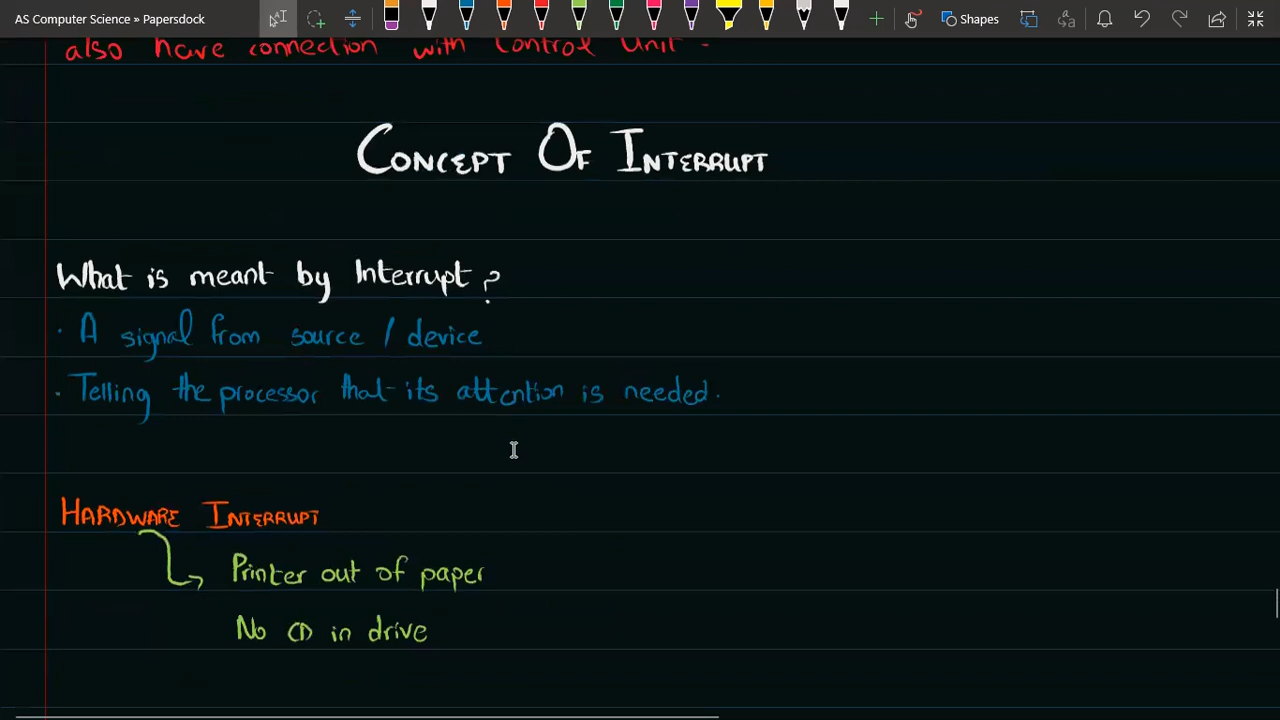 AS Computer Science » Papersdock
Shapes
also have connection with Control Unit.
CONCEPT OF INTERRUPT
What is meant by Interrupt?
· A signal from source / device
· Telling the processor that its attention is needed.
HARDWARE INTERRUPT
Printer out of paper
No CD in drive